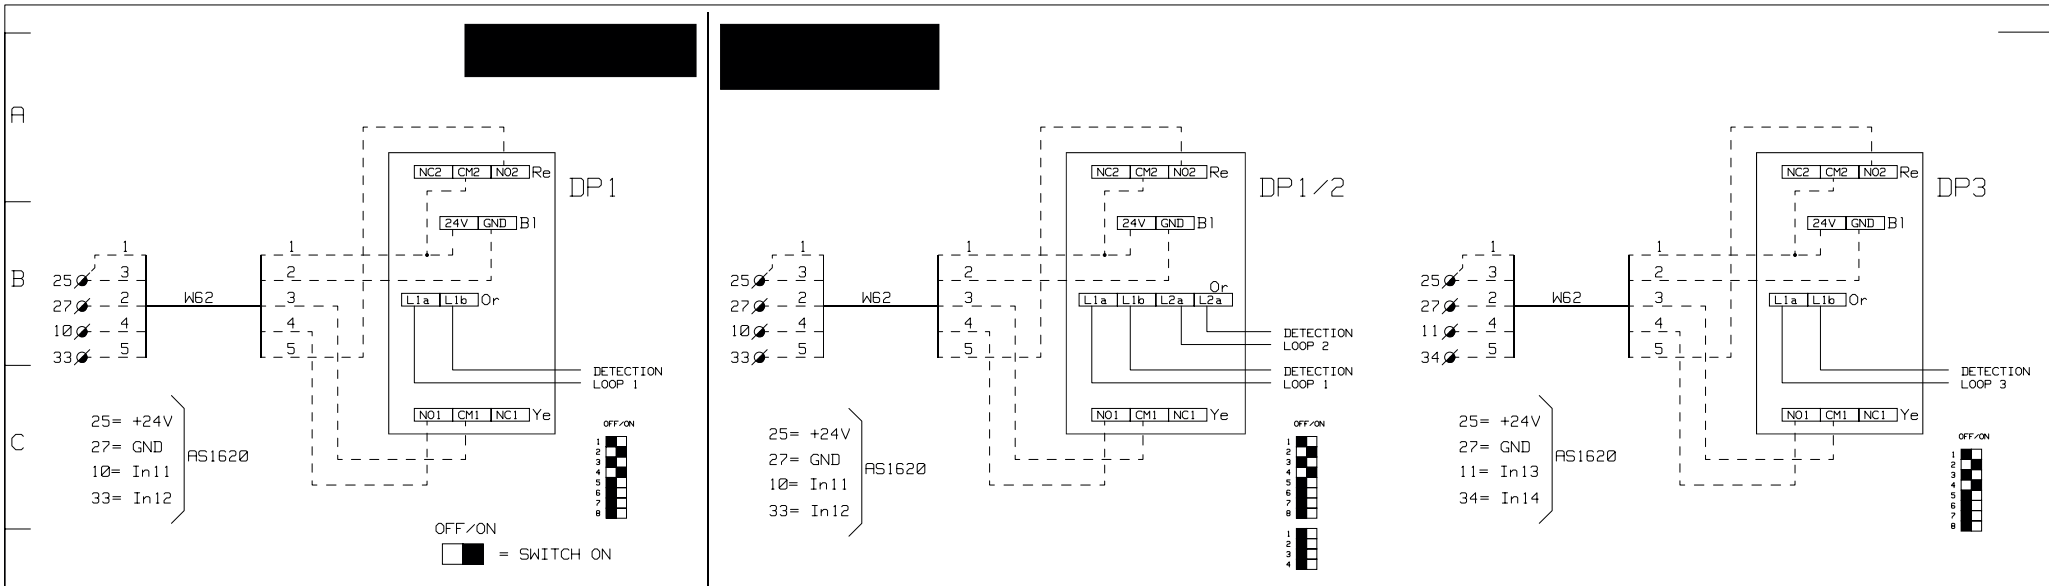 A
B
C
NC2 CM2 NO2 Re
DP1
24V GND Bl
1
25 3
27 2
10 4
33 5
W62
1
2
3
4
5
L1a L1b Or
DETECTION
LOOP 1
NO1 CM1 NC1 Ye
25= +24V
27= GND
10= In11
33= In12
AS1620
OFF/ON
1
2
3
4
5
6
7
8
OFF/ON
= SWITCH ON
NC2 CM2 NO2 Re
DP1/2
24V GND Bl
1
25 3
27 2
10 4
33 5
W62
1
2
3
4
5
Or
L1a L1b L2a L2a
DETECTION
LOOP 2
DETECTION
LOOP 1
NO1 CM1 NC1 Ye
25= +24V
27= GND
10= In11
33= In12
AS1620
OFF/ON
1
2
3
4
5
6
7
8
1
2
3
4
NC2 CM2 NO2 Re
DP3
24V GND Bl
1
25 3
27 2
11 4
34 5
W62
1
2
3
4
5
L1a L1b Or
DETECTION
LOOP 3
NO1 CM1 NC1 Ye
25= +24V
27= GND
11= In13
34= In14
AS1620
OFF/ON
1
2
3
4
5
6
7
8